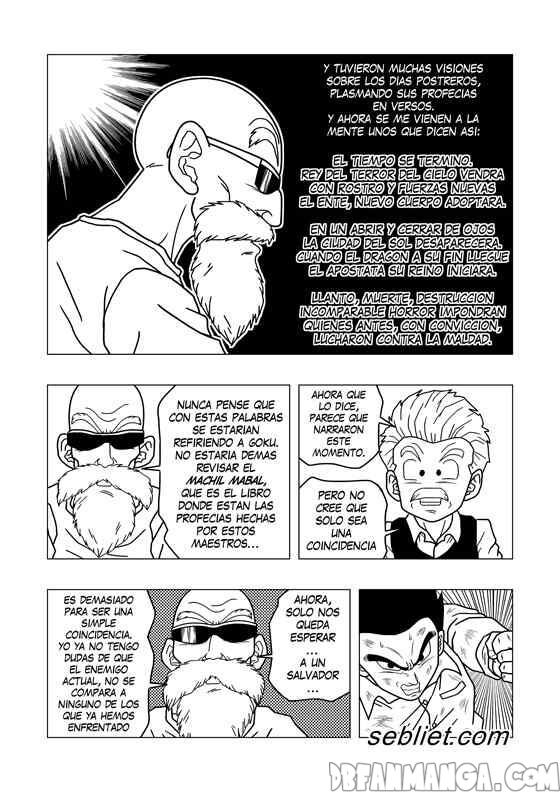 Y TUVIERON MUCHAS VISIONES
SOBRE LOS DIAS POSTREROS,
PLASMANDO SUS PROFECIAS
EN VERSOS.
Y AHORA SE ME VIENEN A LA
MENTE UNOS QUE DICEN ASI:
EL TIEMPO SE TERMINO.
REY DEL TERROR DEL CIELO VENDRA
CON ROSTRO Y FUERZAS NUEVAS
EL ENTE, NUEVO CUERPO ADOPTARA.
EN UN ABRIR Y CERRAR DE OJOS
LA CIUDAD DEL SOL DESAPARECERA.
CUANDO EL DRAGON A SU FIN LLEGUE
EL APOSTATA SU REINO INICIARA.
LLANTO, MUERTE, DESTRUCCION
INCOMPARABLE HORROR IMPONDRAN
QUIENES ANTES, CON CONVICCION,
LUCHARON CONTRA LA MALDAD.
NUNCA PENSE QUE
CON ESTAS PALABRAS
SE ESTARIAN
REFIRIENDO A GOKU.
NO ESTARIA DEMAS
REVISAR EL
MACHIL MABAL,
QUE ES EL LIBRO
DONDE ESTAN LAS
PROFECIAS HECHAS
POR ESTOS
MAESTROS...
AHORA QUE
LO DICE,
PARECE QUE
NARRARON
ESTE
MOMENTO.
PERO NO
CREE QUE
SOLO SEA
UNA
COINCIDENCIA
ES DEMASIADO
PARA SER UNA
SIMPLE
COINCIDENCIA.
YO YA NO TENGO
DUDAS DE QUE
EL ENEMIGO
ACTUAL, NO SE
COMPARA A
NINGUNO DE LOS
QUE YA HEMOS
ENFRENTADO
AHORA,
SOLO NOS
QUEDA
ESPERAR
...
A UN
SALVADOR
...
sebliet.com
DBFANMANGA.COM